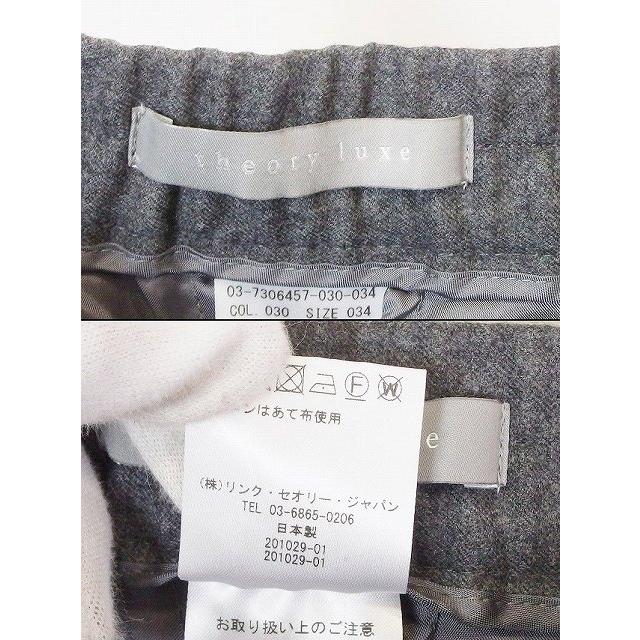 theory luxe
03-7306457-030-034
COL. 030 SIZE 034
F W
ンはあて布使用
e
(株)リンク・セオリー・ジャパン
TEL 03-6865-0206
日本製
201029-01
201029-01
お取り扱い上のご注意